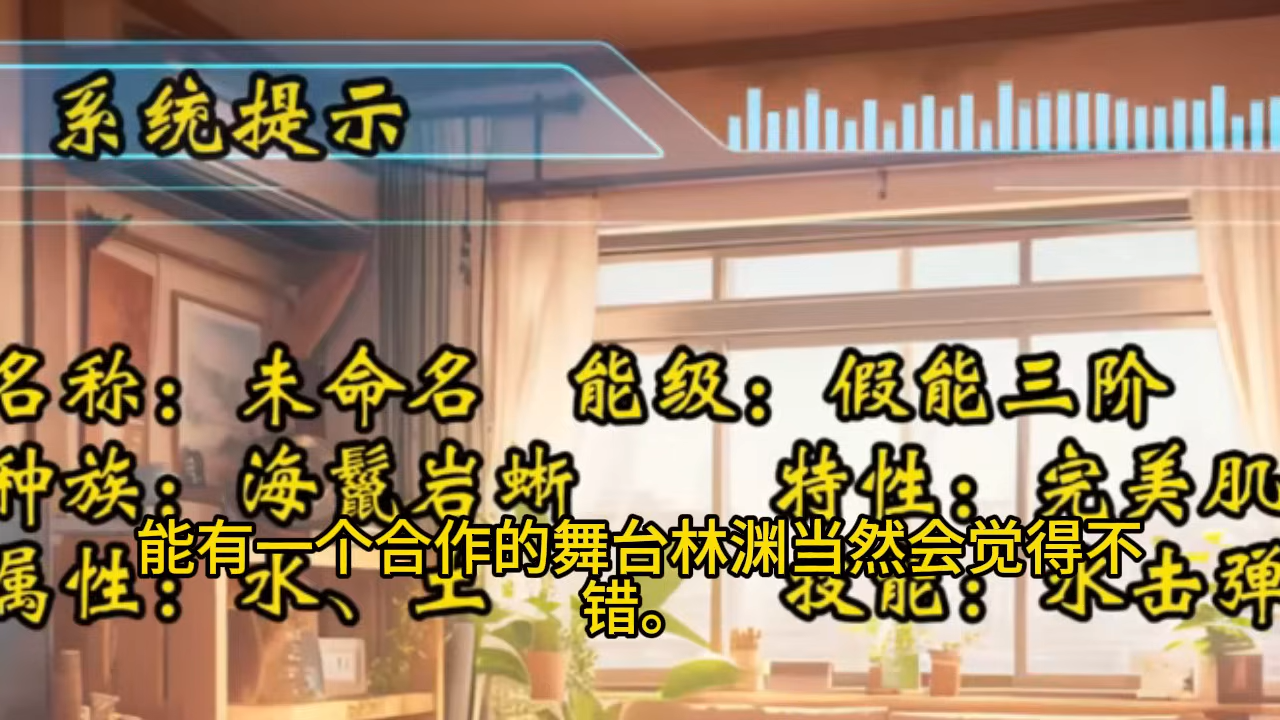 系统提示
名称：未命名 能级：假能三阶
种族：海鬣岩蜥 特性：完美肌
属性：水、土 技能：水击弹
能有一个合作的舞台林渊当然会觉得不
错。